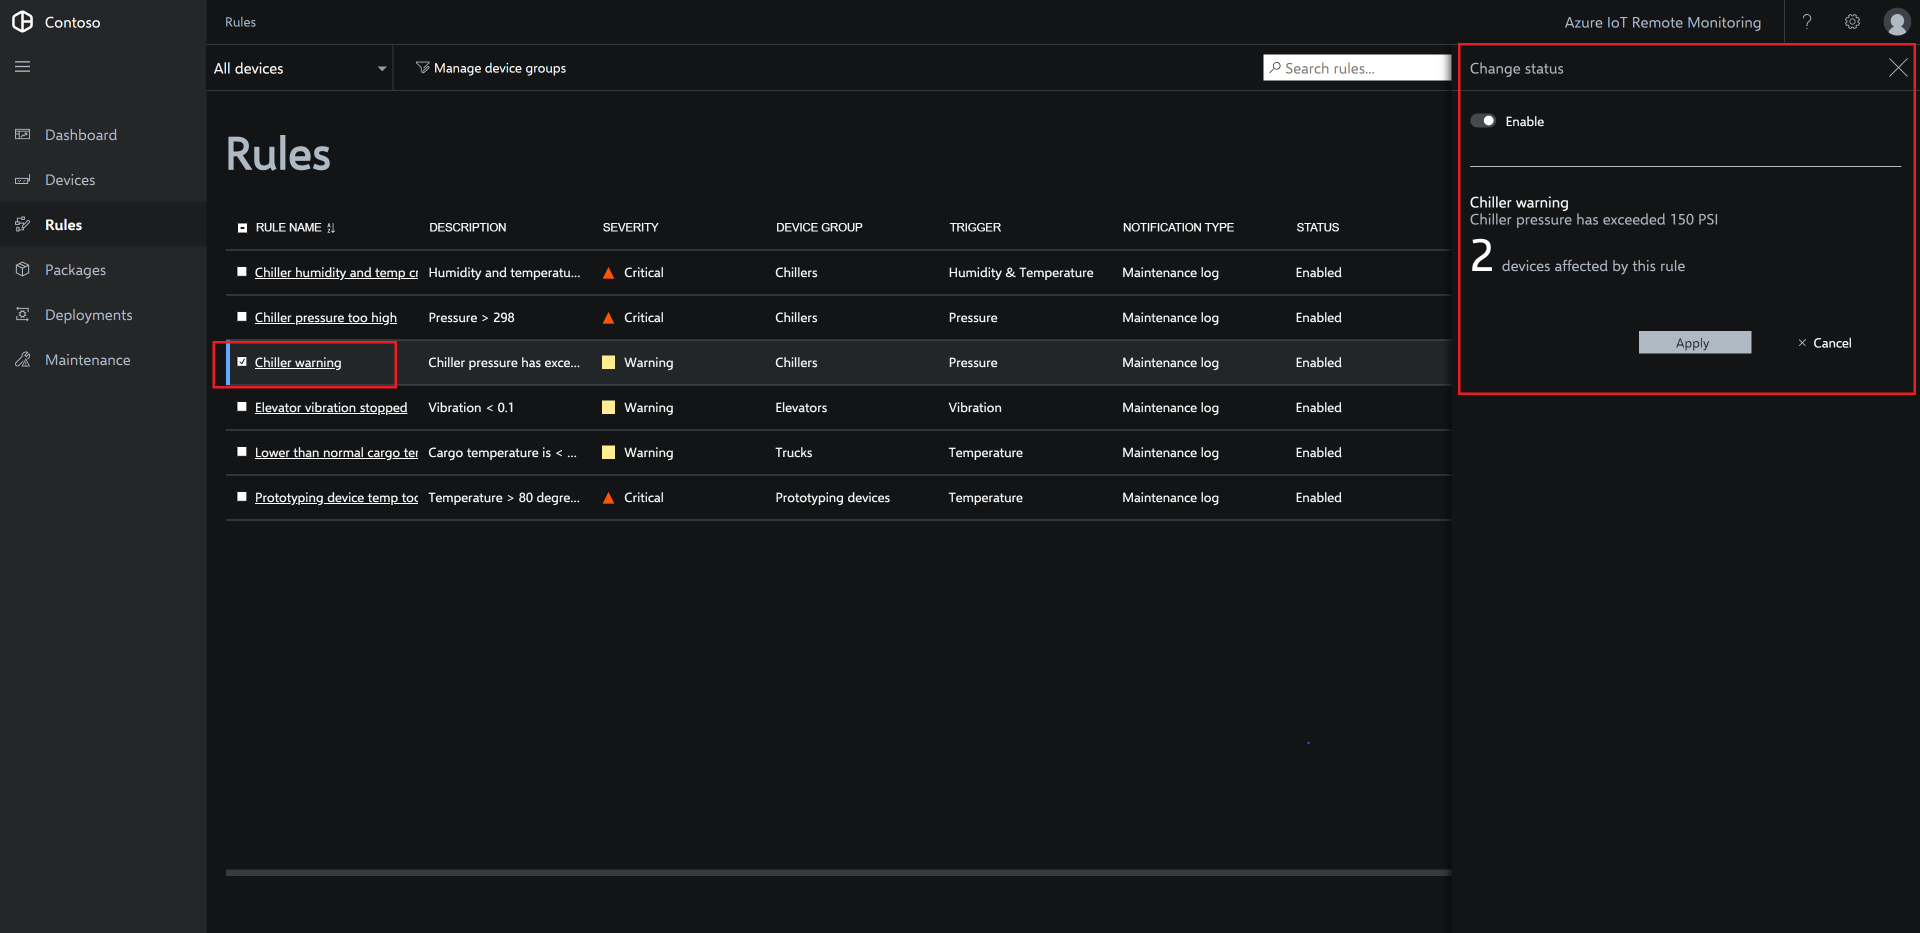 Contoso
Rules
Azure IoT Remote Monitoring
?
All devices
Manage device groups
Search rules...
Change status
Enable
Dashboard
Devices
Rules
Packages
Deployments
Maintenance
Rules
RULE NAME DESCRIPTION SEVERITY DEVICE GROUP TRIGGER NOTIFICATION TYPE STATUS
Chiller humidity and temp cr Humidity and temperatu... Critical Chillers Humidity & Temperature Maintenance log Enabled
Chiller pressure too high Pressure > 298 Critical Chillers Pressure Maintenance log Enabled
Chiller warning Chiller pressure has exce... Warning Chillers Pressure Maintenance log Enabled
Elevator vibration stopped Vibration < 0.1 Warning Elevators Vibration Maintenance log Enabled
Lower than normal cargo ter Cargo temperature is < ... Warning Trucks Temperature Maintenance log Enabled
Prototyping device temp too Temperature > 80 degre... Critical Prototyping devices Temperature Maintenance log Enabled
Chiller warning
Chiller pressure has exceeded 150 PSI
2 devices affected by this rule
Apply
Cancel